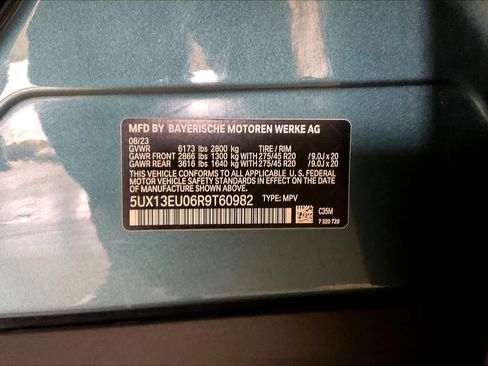 MFD BY BAYERISCHE MOTOREN WERKE AG
08/23
GVWR 6173 lbs 2800 kg TIRE / RIM
GAWR FRONT 2866 lbs 1300 kg WITH 275/45 R20 /9.0J x 20
GAWR REAR 3616 lbs 1640 kg WITH 275/45 R20 /9.0J x 20
THIS VEHICLE CONFORMS TO ALL APPLICABLE U.S. FEDERAL
MOTOR VEHICLE SAFETY STANDARDS IN EFFECT ON THE
DATE OF MANUFACTURE SHOWN ABOVE.
5UX13EU06R9T60982 TYPE: MPV
C35M
7 320 729